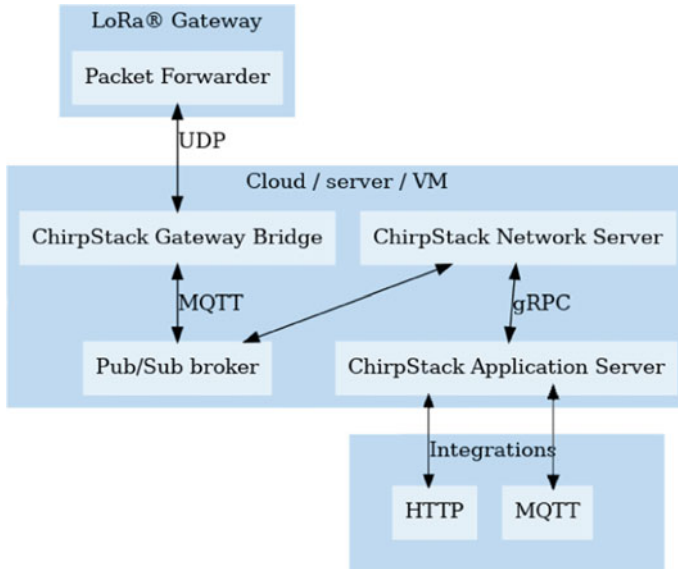 LoRa® Gateway
Packet Forwarder
UDP
Cloud / server / VM
ChirpStack Gateway Bridge
ChirpStack Network Server
MQTT
gRPC
Pub/Sub broker
ChirpStack Application Server
Integrations
HTTP
MQTT